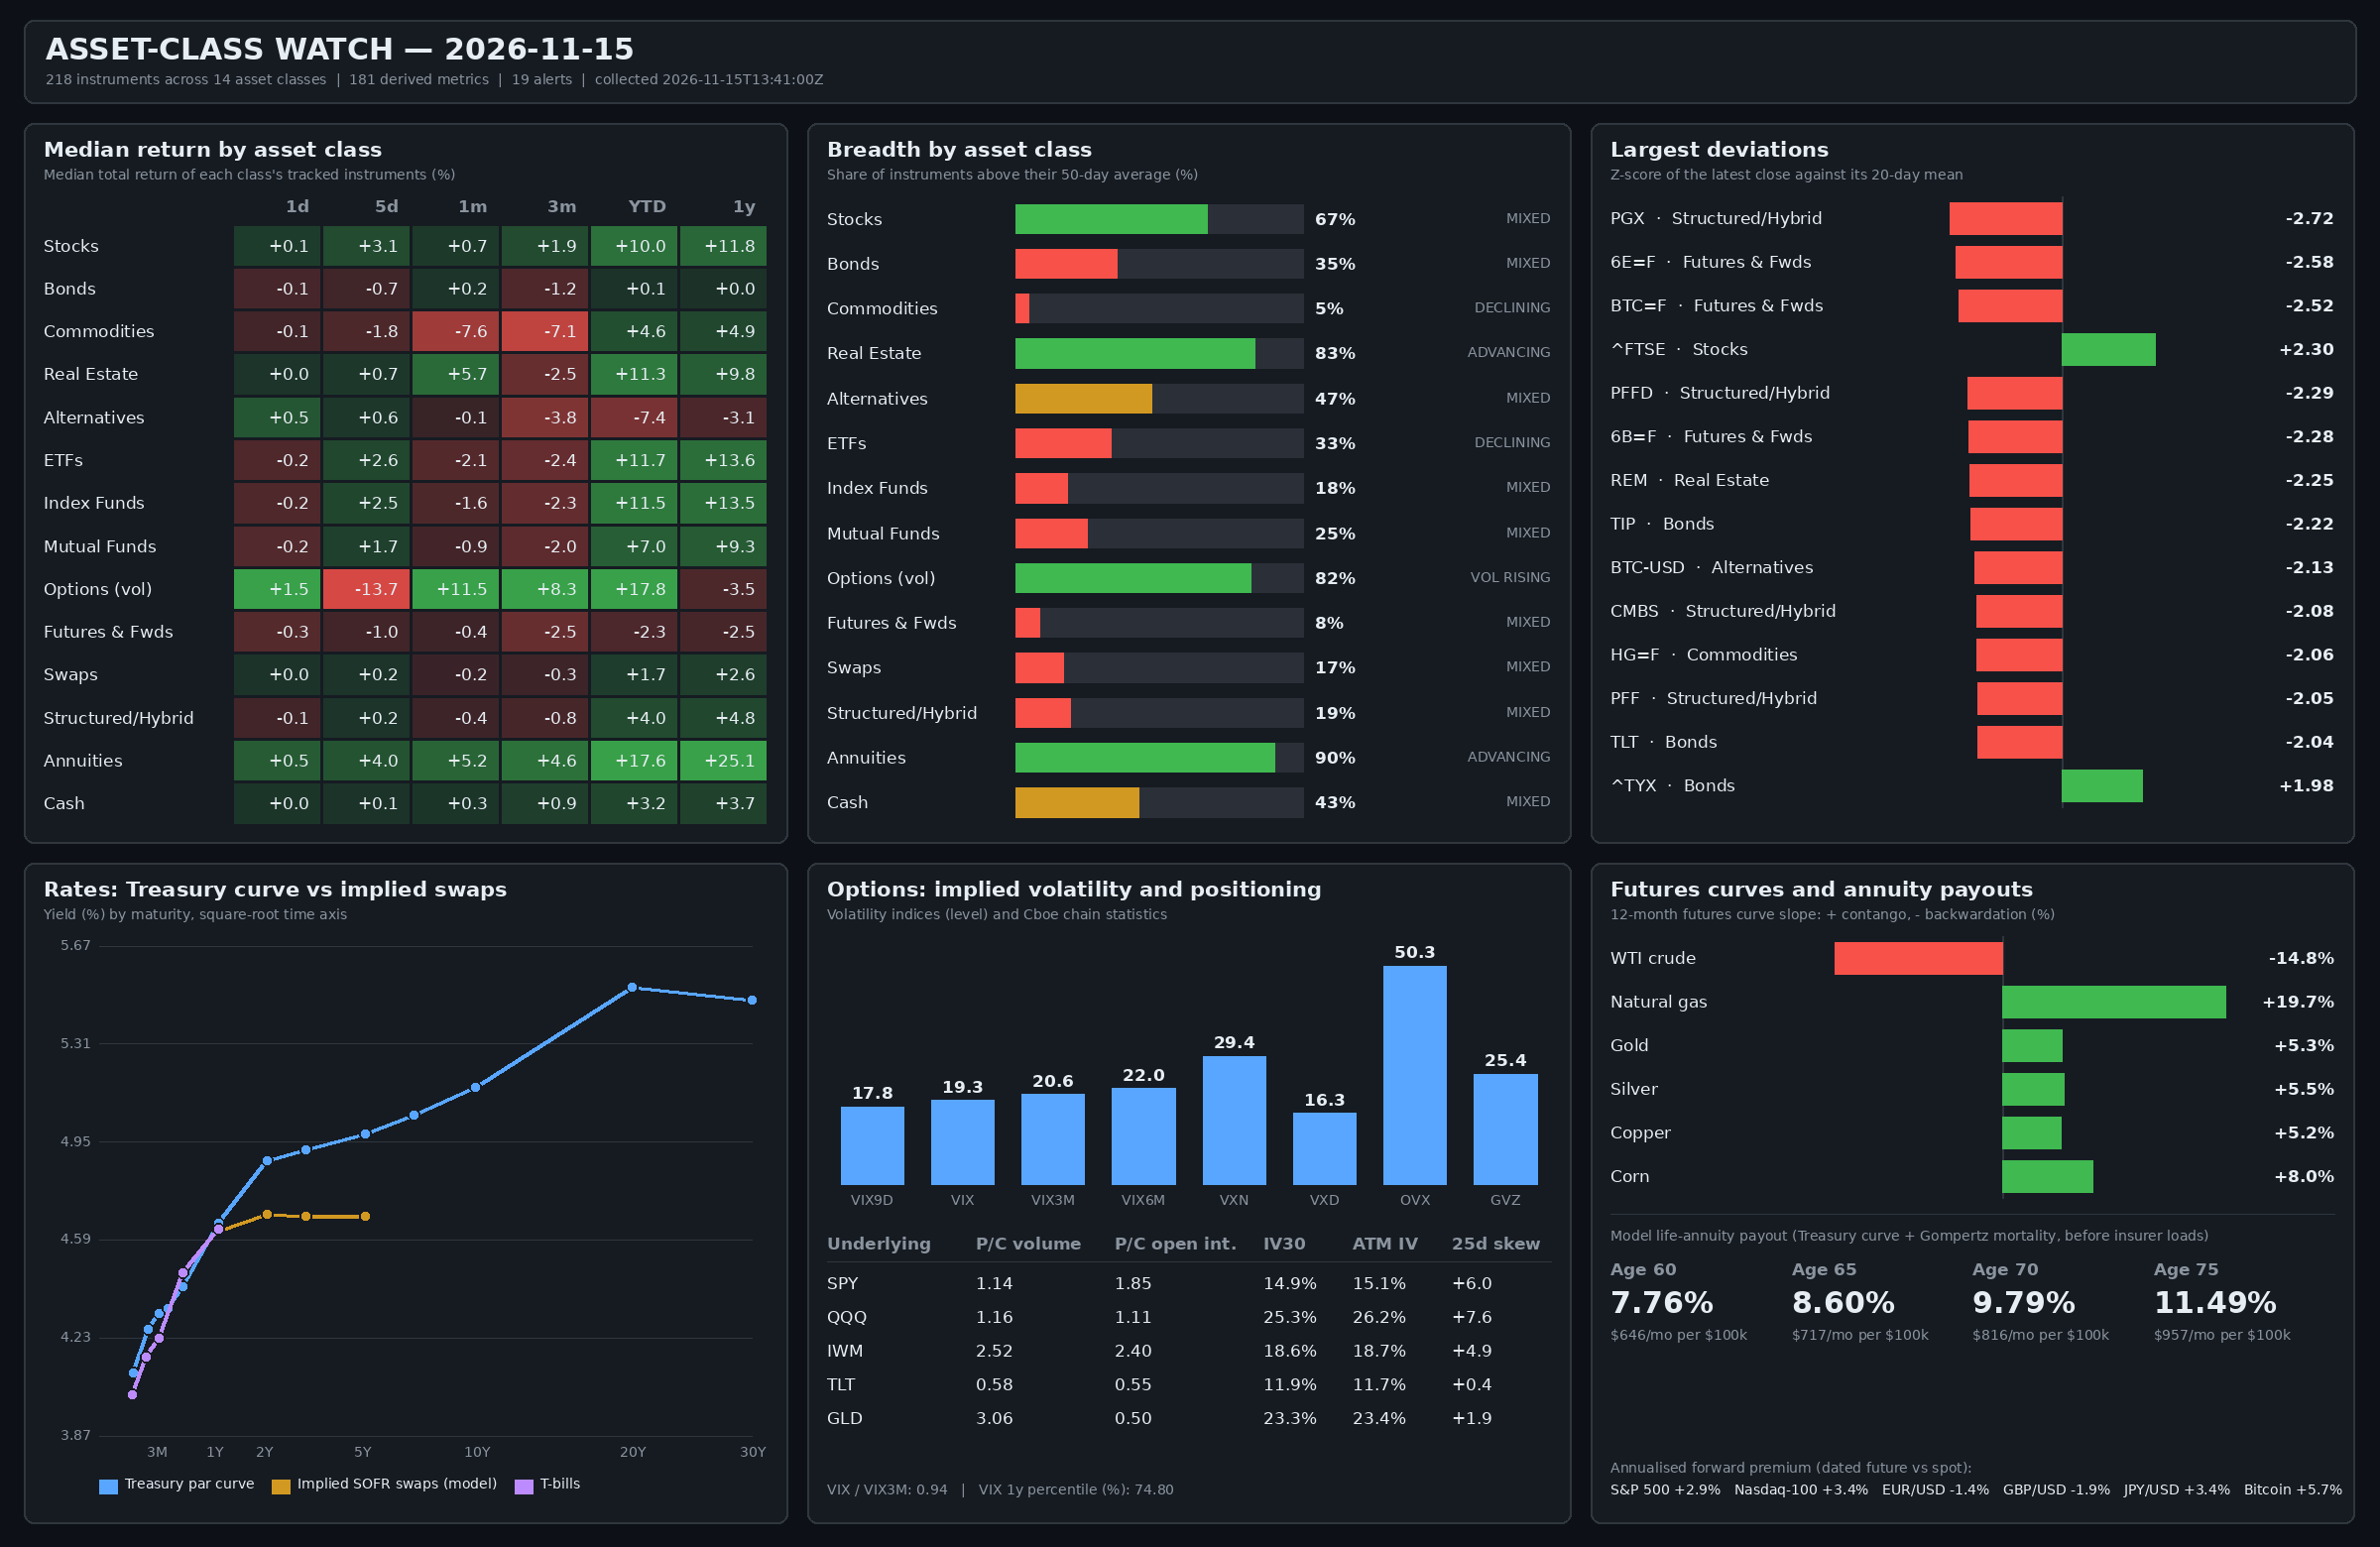 ASSET-CLASS WATCH — 2026-11-15
218 instruments across 14 asset classes | 181 derived metrics | 19 alerts | collected 2026-11-15T13:41:00Z
Median return by asset class
Median total return of each class's tracked instruments (%)
1d 5d 1m 3m YTD 1y
Stocks +0.1 +3.1 +0.7 +1.9 +10.0 +11.8
Bonds -0.1 -0.7 +0.2 -1.2 +0.1 +0.0
Commodities -0.1 -1.8 -7.6 -7.1 +4.6 +4.9
Real Estate +0.0 +0.7 +5.7 -2.5 +11.3 +9.8
Alternatives +0.5 +0.6 -0.1 -3.8 -7.4 -3.1
ETFs -0.2 +2.6 -2.1 -2.4 +11.7 +13.6
Index Funds -0.2 +2.5 -1.6 -2.3 +11.5 +13.5
Mutual Funds -0.2 +1.7 -0.9 -2.0 +7.0 +9.3
Options (vol) +1.5 -13.7 +11.5 +8.3 +17.8 -3.5
Futures & Fwds -0.3 -1.0 -0.4 -2.5 -2.3 -2.5
Swaps +0.0 +0.2 -0.2 -0.3 +1.7 +2.6
Structured/Hybrid -0.1 +0.2 -0.4 -0.8 +4.0 +4.8
Annuities +0.5 +4.0 +5.2 +4.6 +17.6 +25.1
Cash +0.0 +0.1 +0.3 +0.9 +3.2 +3.7
Breadth by asset class
Share of instruments above their 50-day average (%)
Stocks 67% MIXED
Bonds 35% MIXED
Commodities 5% DECLINING
Real Estate 83% ADVANCING
Alternatives 47% MIXED
ETFs 33% DECLINING
Index Funds 18% MIXED
Mutual Funds 25% MIXED
Options (vol) 82% VOL RISING
Futures & Fwds 8% MIXED
Swaps 17% MIXED
Structured/Hybrid 19% MIXED
Annuities 90% ADVANCING
Cash 43% MIXED
Largest deviations
Z-score of the latest close against its 20-day mean
PGX · Structured/Hybrid -2.72
6E=F · Futures & Fwds -2.58
BTC=F · Futures & Fwds -2.52
^FTSE · Stocks +2.30
PFFD · Structured/Hybrid -2.29
6B=F · Futures & Fwds -2.28
REM · Real Estate -2.25
TIP · Bonds -2.22
BTC-USD · Alternatives -2.13
CMBS · Structured/Hybrid -2.08
HG=F · Commodities -2.06
PFF · Structured/Hybrid -2.05
TLT · Bonds -2.04
^TYX · Bonds +1.98
Rates: Treasury curve vs implied swaps
Yield (%) by maturity, square-root time axis
5.67
5.31
4.95
4.59
4.23
3.87
3M 1Y 2Y 5Y 10Y 20Y 30Y
Treasury par curve Implied SOFR swaps (model) T-bills
Options: implied volatility and positioning
Volatility indices (level) and Cboe chain statistics
17.8 19.3 20.6 22.0 29.4 16.3 50.3 25.4
VIX9D VIX VIX3M VIX6M VXN VXD OVX GVZ
Underlying P/C volume P/C open int. IV30 ATM IV 25d skew
SPY 1.14 1.85 14.9% 15.1% +6.0
QQQ 1.16 1.11 25.3% 26.2% +7.6
IWM 2.52 2.40 18.6% 18.7% +4.9
TLT 0.58 0.55 11.9% 11.7% +0.4
GLD 3.06 0.50 23.3% 23.4% +1.9
VIX / VIX3M: 0.94 | VIX 1y percentile (%): 74.80
Futures curves and annuity payouts
12-month futures curve slope: + contango, - backwardation (%)
WTI crude -14.8%
Natural gas +19.7%
Gold +5.3%
Silver +5.5%
Copper +5.2%
Corn +8.0%
Model life-annuity payout (Treasury curve + Gompertz mortality, before insurer loads)
Age 60 Age 65 Age 70 Age 75
7.76% 8.60% 9.79% 11.49%
$646/mo per $100k $717/mo per $100k $816/mo per $100k $957/mo per $100k
Annualised forward premium (dated future vs spot):
S&P 500 +2.9% Nasdaq-100 +3.4% EUR/USD -1.4% GBP/USD -1.9% JPY/USD +3.4% Bitcoin +5.7%